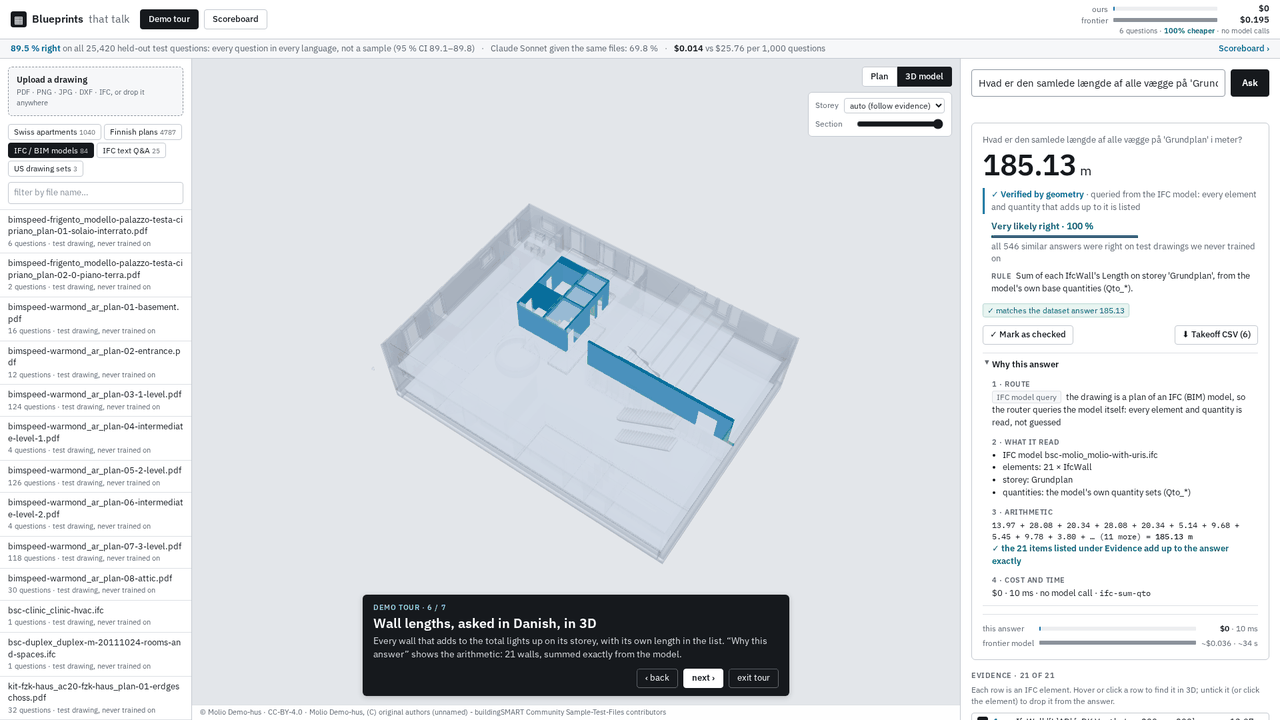 Blueprints that talk
Demo tour
Scoreboard
ours $0
frontier $0.195
6 questions · 100% cheaper · no model calls
89.5 % right on all 25,420 held-out test questions: every question in every language, not a sample (95 % CI 89.1–89.8) · Claude Sonnet given the same files: 69.8 % · $0.014 vs $25.76 per 1,000 questions
Scoreboard ›
Upload a drawing
PDF · PNG · JPG · DXF · IFC, or drop it
anywhere
Swiss apartments 1040
Finnish plans 4787
IFC / BIM models 84
IFC text Q&A 25
US drawing sets 3
filter by file name...
bimspeed-frigento_modello-palazzo-testa-ci
priano_plan-01-solaio-interrato.pdf
6 questions · test drawing, never trained on
bimspeed-frigento_modello-palazzo-testa-ci
priano_plan-02-0-piano-terra.pdf
2 questions · test drawing, never trained on
bimspeed-warmond_ar_plan-01-basement.
pdf
16 questions · test drawing, never trained on
bimspeed-warmond_ar_plan-02-entrance.p
df
12 questions · test drawing, never trained on
bimspeed-warmond_ar_plan-03-1-level.pdf
124 questions · test drawing, never trained on
bimspeed-warmond_ar_plan-04-intermediat
e-level-1.pdf
4 questions · test drawing, never trained on
bimspeed-warmond_ar_plan-05-2-level.pdf
126 questions · test drawing, never trained on
bimspeed-warmond_ar_plan-06-intermediat
e-level-2.pdf
4 questions · test drawing, never trained on
bimspeed-warmond_ar_plan-07-3-level.pdf
118 questions · test drawing, never trained on
bimspeed-warmond_ar_plan-08-attic.pdf
30 questions · test drawing, never trained on
bsc-clinic_clinic-hvac.ifc
1 questions · test drawing, never trained on
bsc-duplex_duplex-m-20111024-rooms-an
d-spaces.ifc
1 questions · test drawing, never trained on
kit-fzk-haus_ac20-fzk-haus_plan-01-erdges
choss.pdf
32 questions · test drawing, never trained on
Plan
3D model
Storey auto (follow evidence)
Section
DEMO TOUR · 6 / 7
Wall lengths, asked in Danish, in 3D
Every wall that adds to the total lights up on its storey, with its own length in the list. “Why this
answer” shows the arithmetic: 21 walls, summed exactly from the model.
‹ back
next ›
exit tour
© Molio Demo-hus · CC-BY-4.0 · Molio Demo-hus, (C) original authors (unnamed) - buildingSMART Community Sample-Test-Files contributors
Hvad er den samlede længde af alle vægge på 'Grund
Ask
Hvad er den samlede længde af alle vægge på 'Grundplan' i meter?
185.13 m
✓ Verified by geometry · queried from the IFC model: every element
and quantity that adds up to it is listed
Very likely right · 100 %
all 546 similar answers were right on test drawings we never trained
on
RULE Sum of each IfcWall's Length on storey 'Grundplan', from the
model's own base quantities (Qto_*).
✓ matches the dataset answer 185.13
✓ Mark as checked
⬇ Takeoff CSV (6)
▾ Why this answer
1 · ROUTE
IFC model query the drawing is a plan of an IFC (BIM) model, so
the router queries the model itself: every element and quantity is
read, not guessed
2 · WHAT IT READ
• IFC model bsc-molio_molio-with-uris.ifc
• elements: 21 × IfcWall
• storey: Grundplan
• quantities: the model's own quantity sets (Qto_*)
3 · ARITHMETIC
13.97 + 28.08 + 20.34 + 28.08 + 20.34 + 5.14 + 9.68 +
5.45 + 9.78 + 3.80 + … (11 more) = 185.13 m
✓ the 21 items listed under Evidence add up to the answer
exactly
4 · COST AND TIME
$0 · 10 ms · no model call · ifc-sum-qto
this answer $0 · 10 ms
frontier model ~$0.036 · ~34 s
EVIDENCE · 21 OF 21
Each row is an IFC element. Hover or click a row to find it in 3D; untick it (or click
the element) to drop it from the answer.